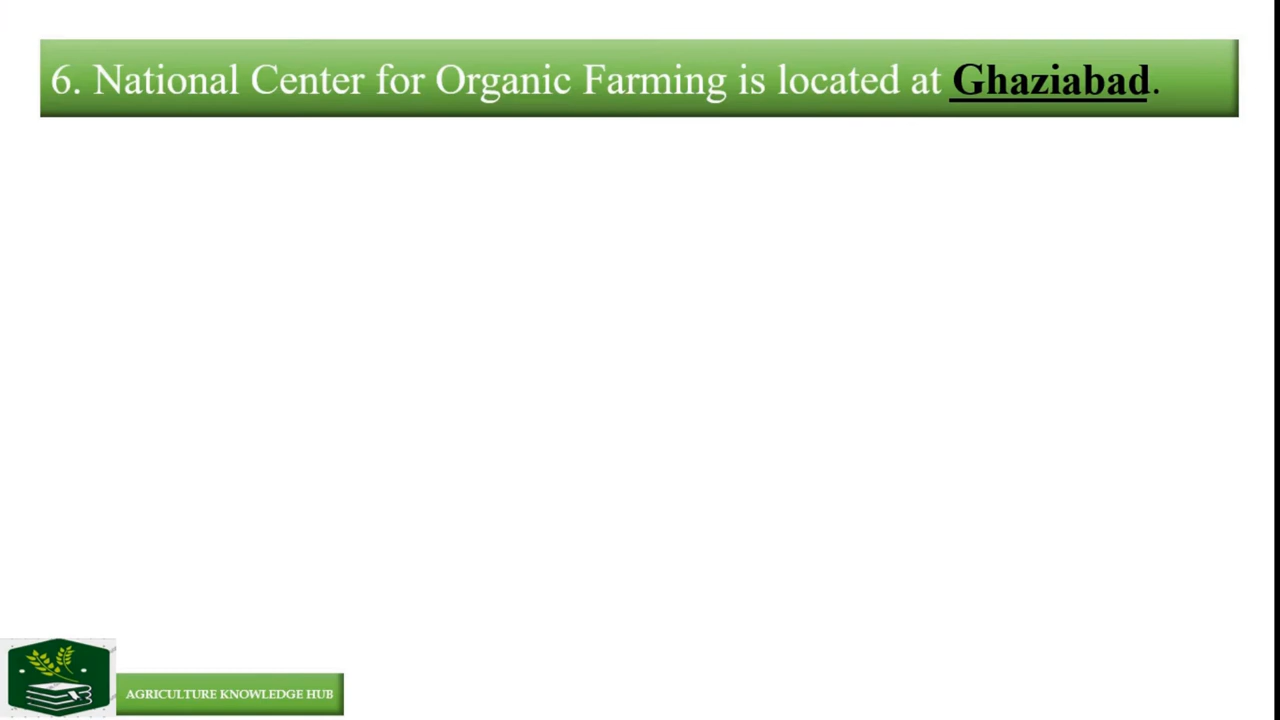 6. National Center for Organic Farming is located at Ghaziabad.
AGRICULTURE KNOWLEDGE HUB